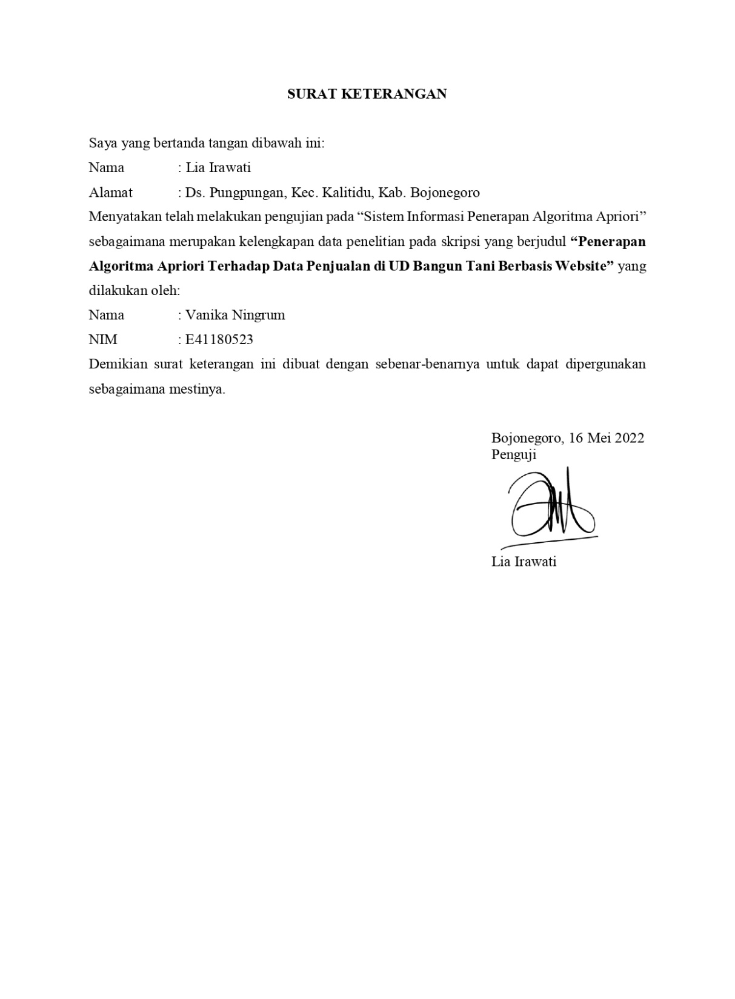 SURAT KETERANGAN
Saya yang bertanda tangan dibawah ini:
Nama : Lia Irawati
Alamat : Ds. Pungpungan, Kec. Kalitidu, Kab. Bojonegoro
Menyatakan telah melakukan pengujian pada “Sistem Informasi Penerapan Algoritma Apriori”
sebagaimana merupakan kelengkapan data penelitian pada skripsi yang berjudul “Penerapan
Algoritma Apriori Terhadap Data Penjualan di UD Bangun Tani Berbasis Website” yang
dilakukan oleh:
Nama : Vanika Ningrum
NIM : E41180523
Demikian surat keterangan ini dibuat dengan sebenar-benarnya untuk dapat dipergunakan
sebagaimana mestinya.
Bojonegoro, 16 Mei 2022
Penguji
Lia Irawati